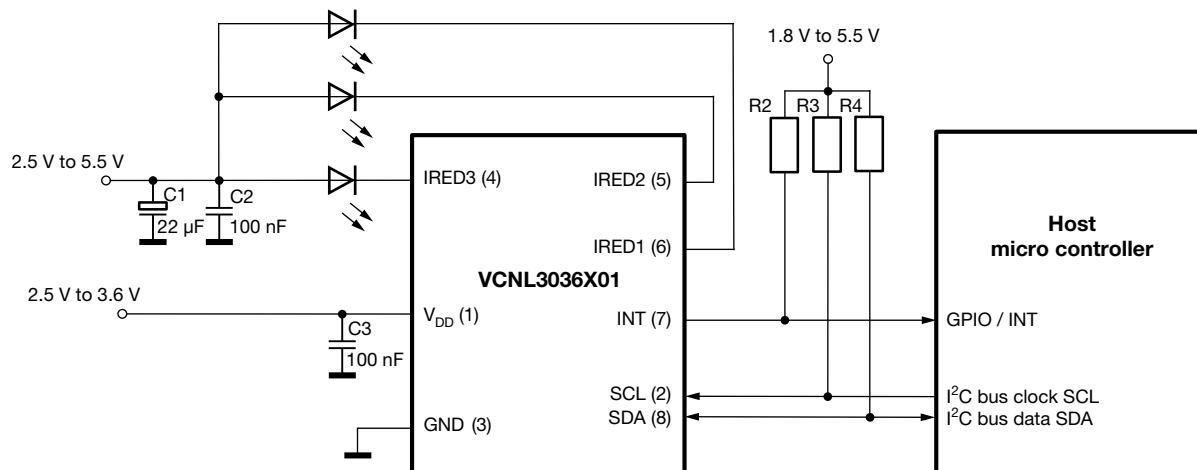 1.8 V to 5.5 V
R2 R3 R4
2.5 V to 5.5 V
C1
22 µF
C2
100 nF
IRED3 (4)
IRED2 (5)
IRED1 (6)
Host
micro controller
VCNL3036X01
2.5 V to 3.6 V
C3
100 nF
VDD (1)
INT (7)
GPIO / INT
SCL (2)
I²C bus clock SCL
GND (3)
SDA (8)
I²C bus data SDA